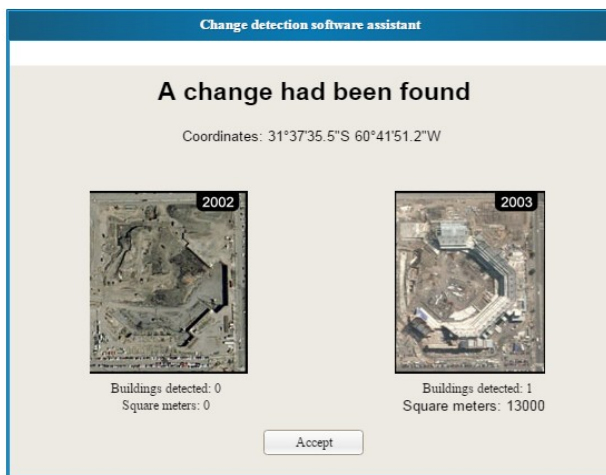 Change detection software assistant
A change had been found
Coordinates: 31°37'35.5"S 60°41'51.2"W
2002
2003
Buildings detected: 0
Square meters: 0
Buildings detected: 1
Square meters: 13000
Accept